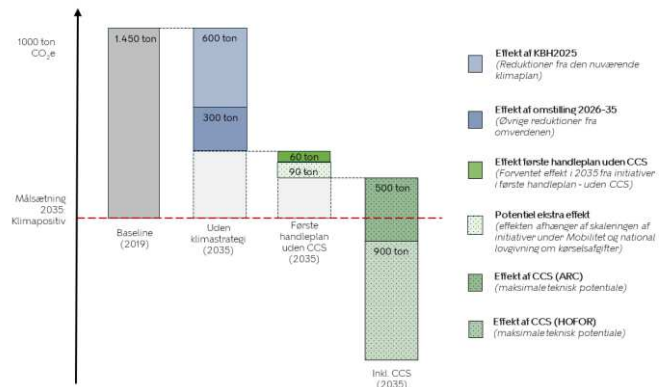 1000 ton
CO₂e
1.450 ton
600 ton
300 ton
60 ton
90 ton
500 ton
900 ton
Målsætning
2035:
Klimapositiv
Baseline
(2019)
Uden
klimastrategi
(2035)
Første
handleplan
uden CCS
(2035)
Inkl. CCS
(2035)
Effekt af KBH2025
(Reduktioner fra den nuværende
klimaplan)
Effekt af omstilling 2026-35
(Øvrige reduktioner fra
omverdenen)
Effekt første handleplan uden CCS
(Forventet effekt i 2035 fra initiativer
i første handleplan - uden CCS)
Potentiel ekstra effekt
(effekten afhænger af skaleringen af
initiativer under Mobilitet og national
lovgivning om kørselsafgifter)
Effekt af CCS (ARC)
(maksimale teknisk potentiale)
Effekt af CCS (HOFOR)
(maksimale teknisk potentiale)